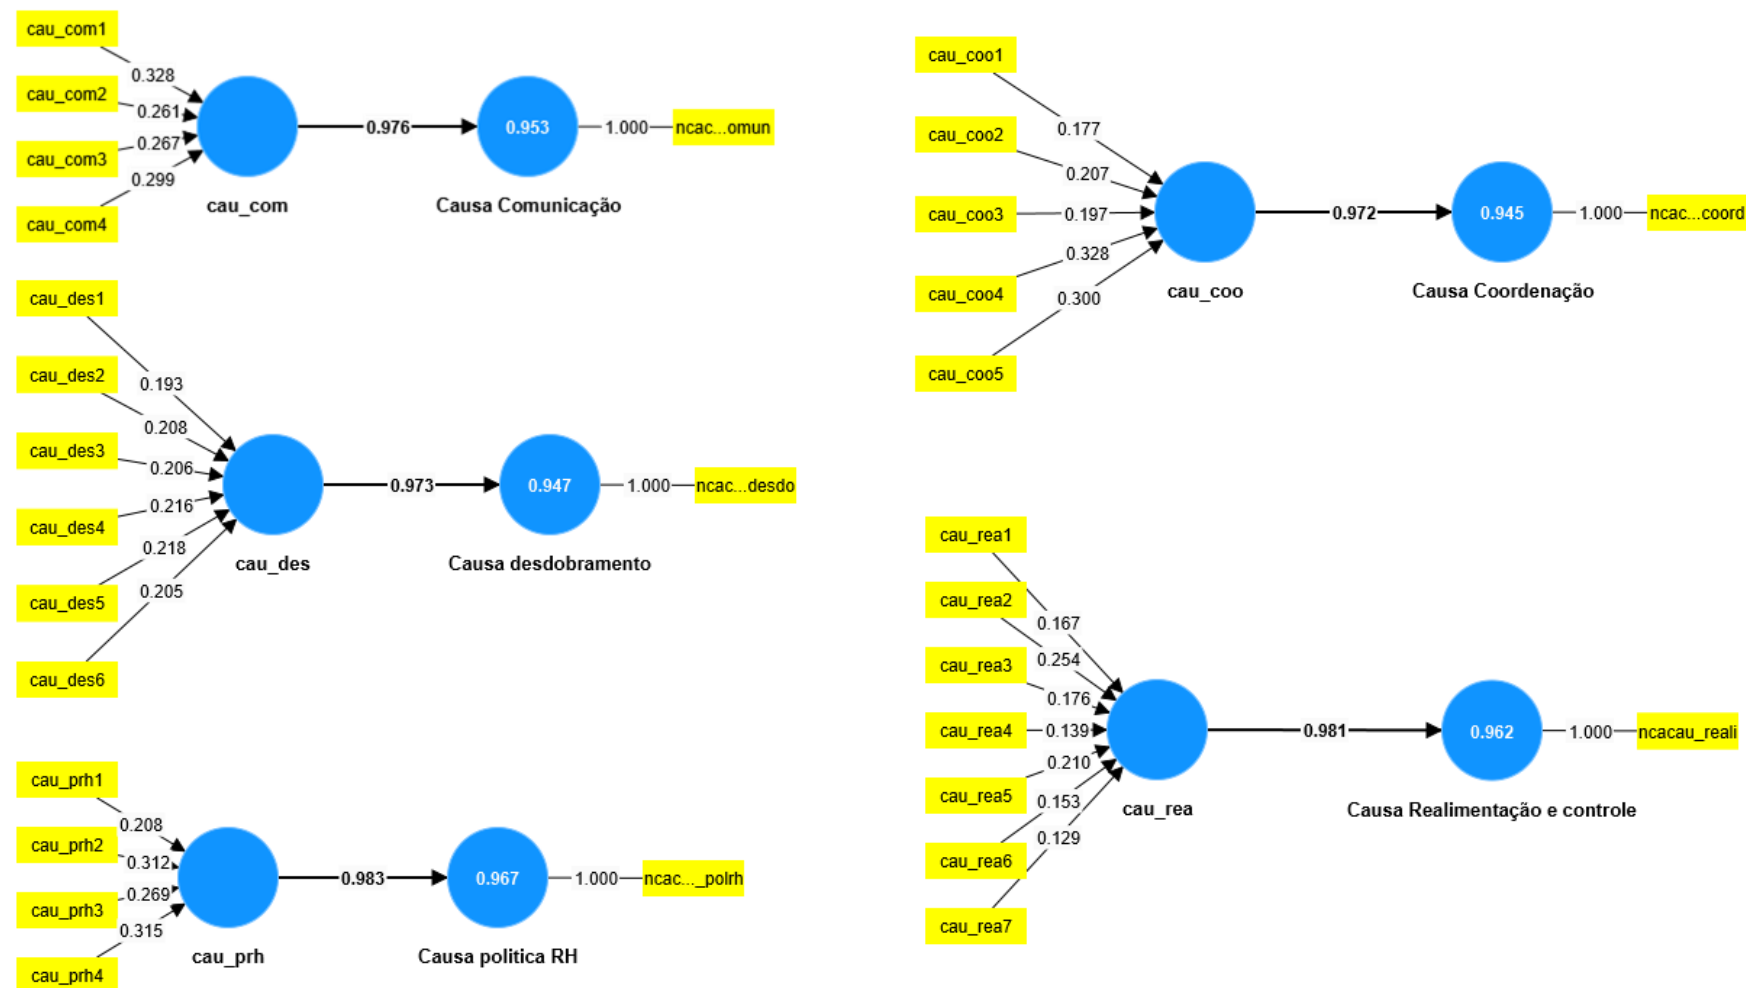 cau_com1
cau_com2
cau_com3
cau_com4
0.328
0.261
0.267
0.299
cau_com
0.976
0.953
Causa Comunicação
1.000
ncac...omun
cau_des1
cau_des2
cau_des3
cau_des4
cau_des5
cau_des6
0.193
0.208
0.206
0.216
0.218
0.205
cau_des
0.973
0.947
Causa desdobramento
1.000
ncac...desdo
cau_prh1
cau_prh2
cau_prh3
cau_prh4
0.208
0.312
0.269
0.315
cau_prh
0.983
0.967
Causa politica RH
1.000
ncac..._polrh
cau_coo1
cau_coo2
cau_coo3
cau_coo4
cau_coo5
0.177
0.207
0.197
0.328
0.300
cau_coo
0.972
0.945
Causa Coordenação
1.000
ncac...coord
cau_rea1
cau_rea2
cau_rea3
cau_rea4
cau_rea5
cau_rea6
cau_rea7
0.167
0.254
0.176
0.139
0.210
0.153
0.129
cau_rea
0.981
0.962
Causa Realimentação e controle
1.000
ncacau_reali